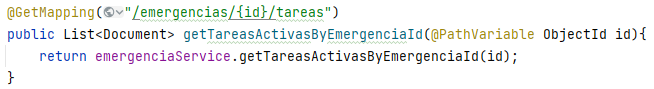 @GetMapping("/emergencias/{id}/tareas")
public List<Document> getTareasActivasByEmergenciaId(@PathVariable ObjectId id){
    return emergenciaService.getTareasActivasByEmergenciaId(id);
}